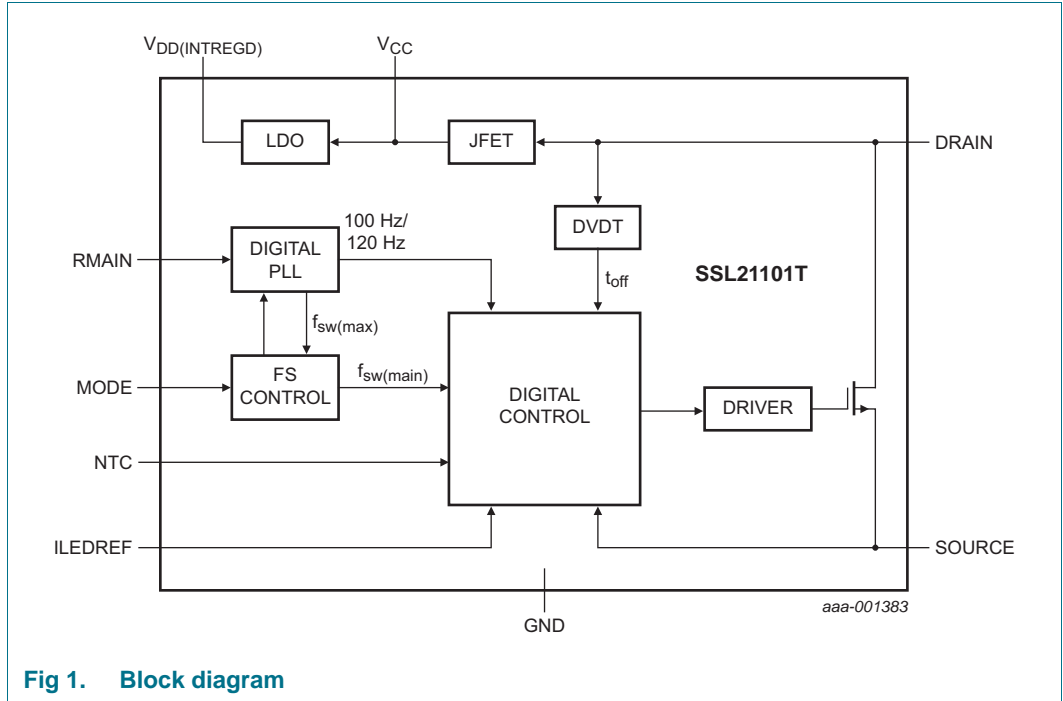 VDD(INTREGD)
VCC
LDO
JFET
DRAIN
DVDT
100 Hz/
120 Hz
RMAIN
DIGITAL
PLL
SSL21101T
toff
fsw(max)
MODE
FS
CONTROL
fsw(main)
DIGITAL
CONTROL
DRIVER
NTC
ILEDREF
SOURCE
GND
aaa-001383
Fig 1. Block diagram